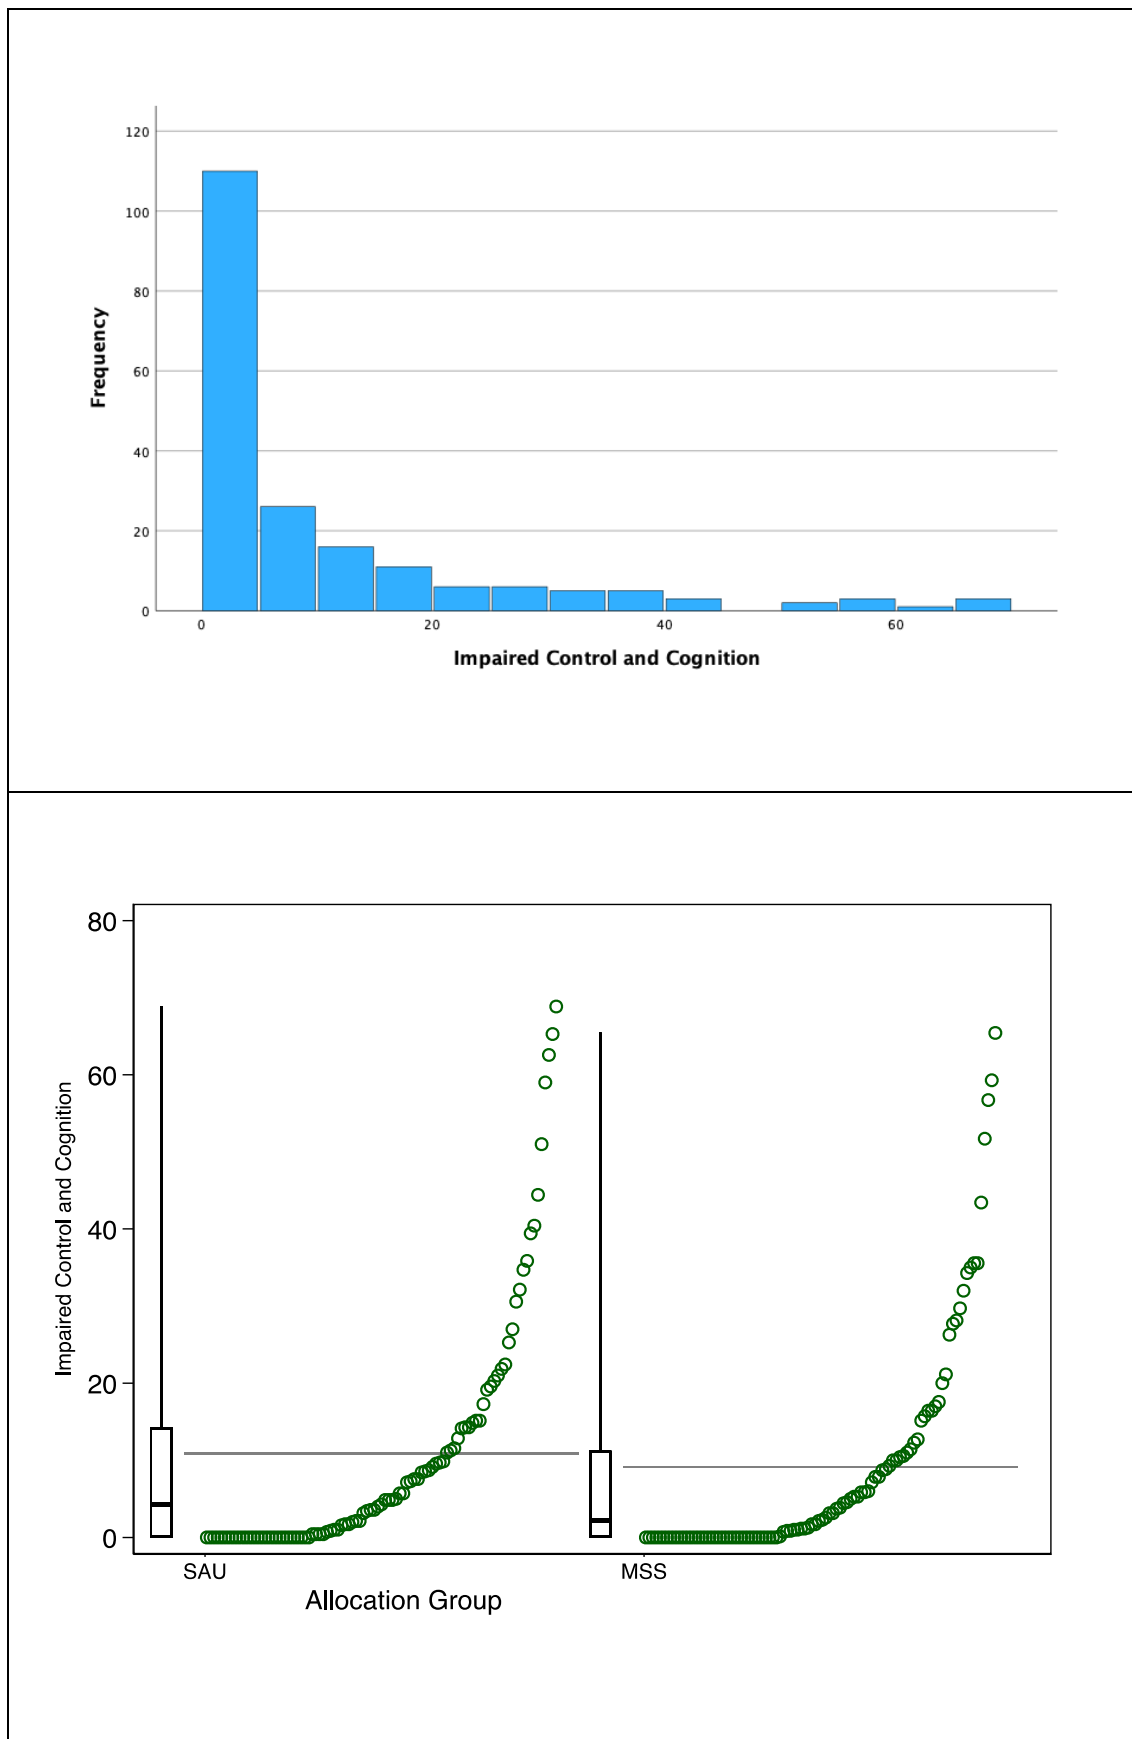 120
100
80
60
40
20
0
Frequency
0 20 40 60
Impaired Control and Cognition
80
60
40
20
0
Impaired Control and Cognition
SAU MSS
Allocation Group